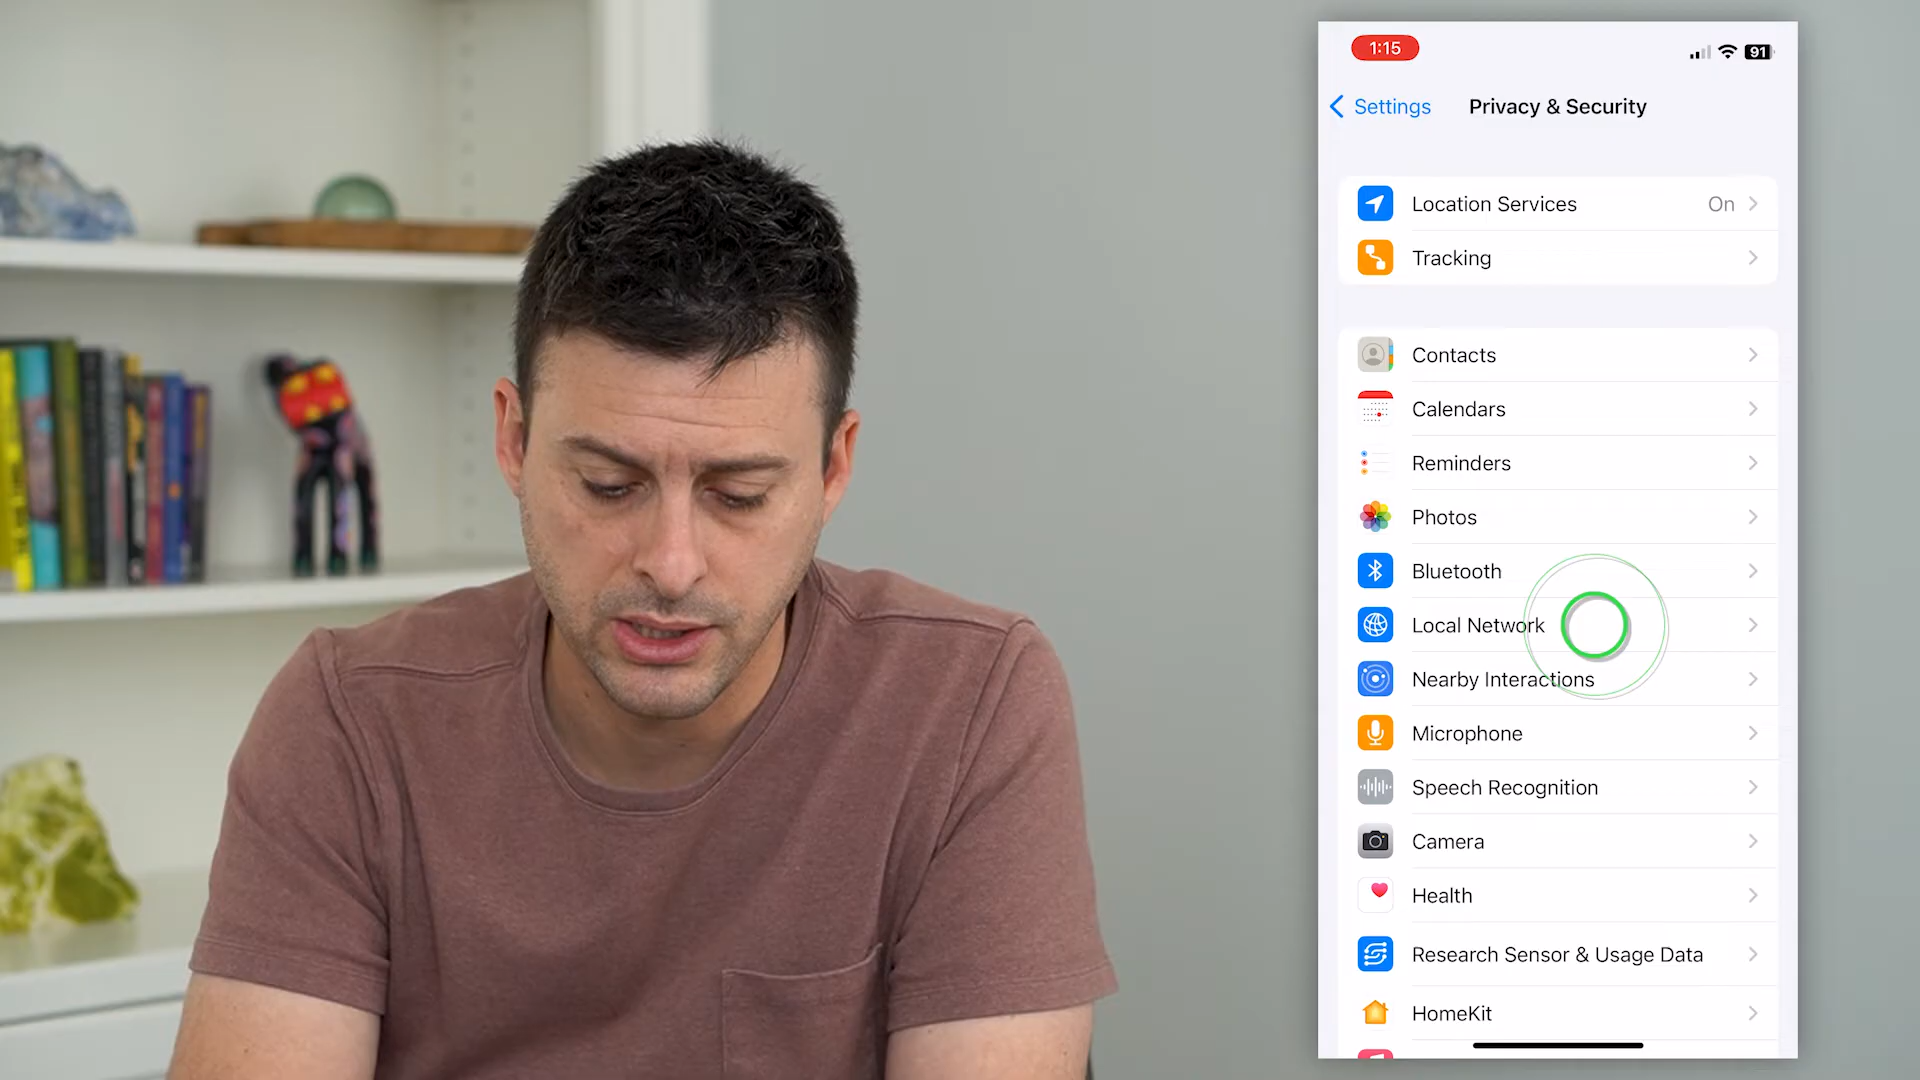 1:15
91
Settings
Privacy & Security
Location Services On
Tracking
Contacts
Calendars
Reminders
Photos
Bluetooth
Local Network
Nearby Interactions
Microphone
Speech Recognition
Camera
Health
Research Sensor & Usage Data
HomeKit